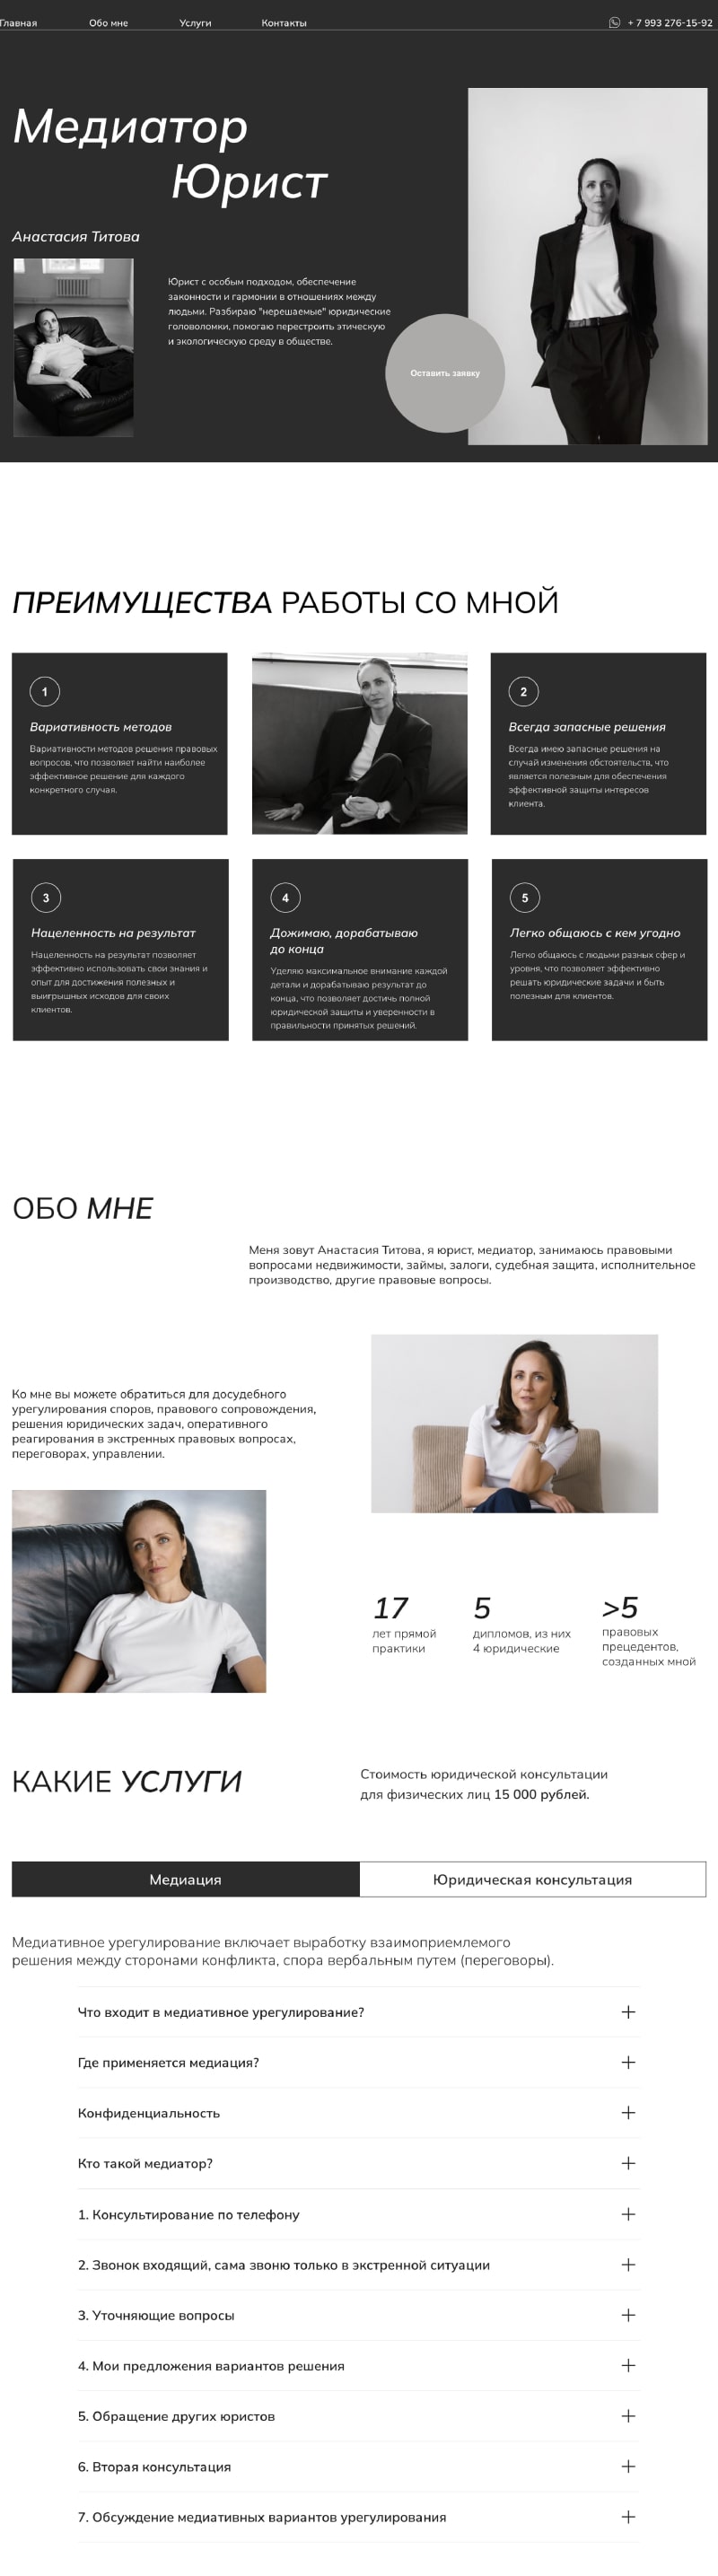 Главная
Обо мне
Услуги
Контакты
+ 7 993 276-15-92
Медиатор
Юрист
Анастасия Титова
Юрист с особым подходом, обеспечение
законности и гармонии в отношениях между
людьми. Разбираю "нерешаемые" юридические
головоломки, помогаю перестроить этическую
и экологическую среду в обществе.
Оставить заявку
ПРЕИМУЩЕСТВА РАБОТЫ СО МНОЙ
1
Вариативность методов
Вариативности методов решения правовых
вопросов, что позволяет найти наиболее
эффективное решение для каждого
конкретного случая.
2
Всегда запасные решения
Всегда имею запасные решения на
случай изменения обстоятельств, что
является полезным для обеспечения
эффективной защиты интересов
клиента.
3
Нацеленность на результат
Нацеленность на результат позволяет
эффективно использовать свои знания и
опыт для достижения полезных и
выигрышных исходов для своих
клиентов.
4
Дожимаю, дорабатываю
до конца
Уделяю максимальное внимание каждой
детали и дорабатываю результат до
конца, что позволяет достичь полной
юридической защиты и уверенности в
правильности принятых решений.
5
Легко общаюсь с кем угодно
Легко общаюсь с людьми разных сфер и
уровня, что позволяет эффективно
решать юридические задачи и быть
полезным для клиентов.
ОБО МНЕ
Меня зовут Анастасия Титова, я юрист, медиатор, занимаюсь правовыми
вопросами недвижимости, займы, залоги, судебная защита, исполнительное
производство, другие правовые вопросы.
Ко мне вы можете обратиться для досудебного
урегулирования споров, правового сопровождения,
решения юридических задач, оперативного
реагирования в экстренных правовых вопросах,
переговорах, управлении.
17
лет прямой
практики
5
дипломов, из них
4 юридические
>5
правовых
прецедентов,
созданных мной
КАКИЕ УСЛУГИ
Стоимость юридической консультации
для физических лиц 15 000 рублей.
Медиация
Юридическая консультация
Медиативное урегулирование включает выработку взаимоприемлемого
решения между сторонами конфликта, спора вербальным путем (переговоры).
Что входит в медиативное урегулирование?
Где применяется медиация?
Конфиденциальность
Кто такой медиатор?
1. Консультирование по телефону
2. Звонок входящий, сама звоню только в экстренной ситуации
3. Уточняющие вопросы
4. Мои предложения вариантов решения
5. Обращение других юристов
6. Вторая консультация
7. Обсуждение медиативных вариантов урегулирования